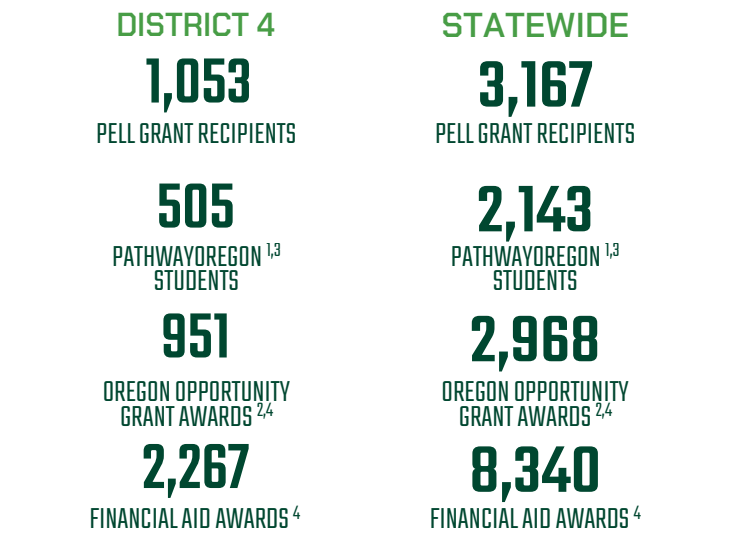 DISTRICT 4
1,053
PELL GRANT RECIPIENTS
505
PATHWAYOREGON 1,3
STUDENTS
951
OREGON OPPORTUNITY
GRANT AWARDS 2,4
2,267
FINANCIAL AID AWARDS 4
STATEWIDE
3,167
PELL GRANT RECIPIENTS
2,143
PATHWAYOREGON 1,3
STUDENTS
2,968
OREGON OPPORTUNITY
GRANT AWARDS 2,4
8,340
FINANCIAL AID AWARDS 4